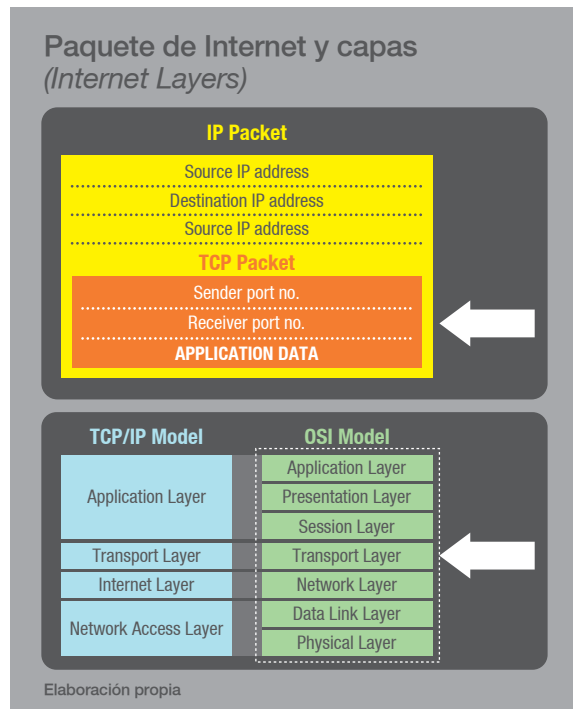 Paquete de Internet y capas
(Internet Layers)
IP Packet
Source IP address
Destination IP address
Source IP address
TCP Packet
Sender port no.
Receiver port no.
APPLICATION DATA
TCP/IP Model
Application Layer
Transport Layer
Internet Layer
Network Access Layer
OSI Model
Application Layer
Presentation Layer
Session Layer
Transport Layer
Network Layer
Data Link Layer
Physical Layer
Elaboración propia